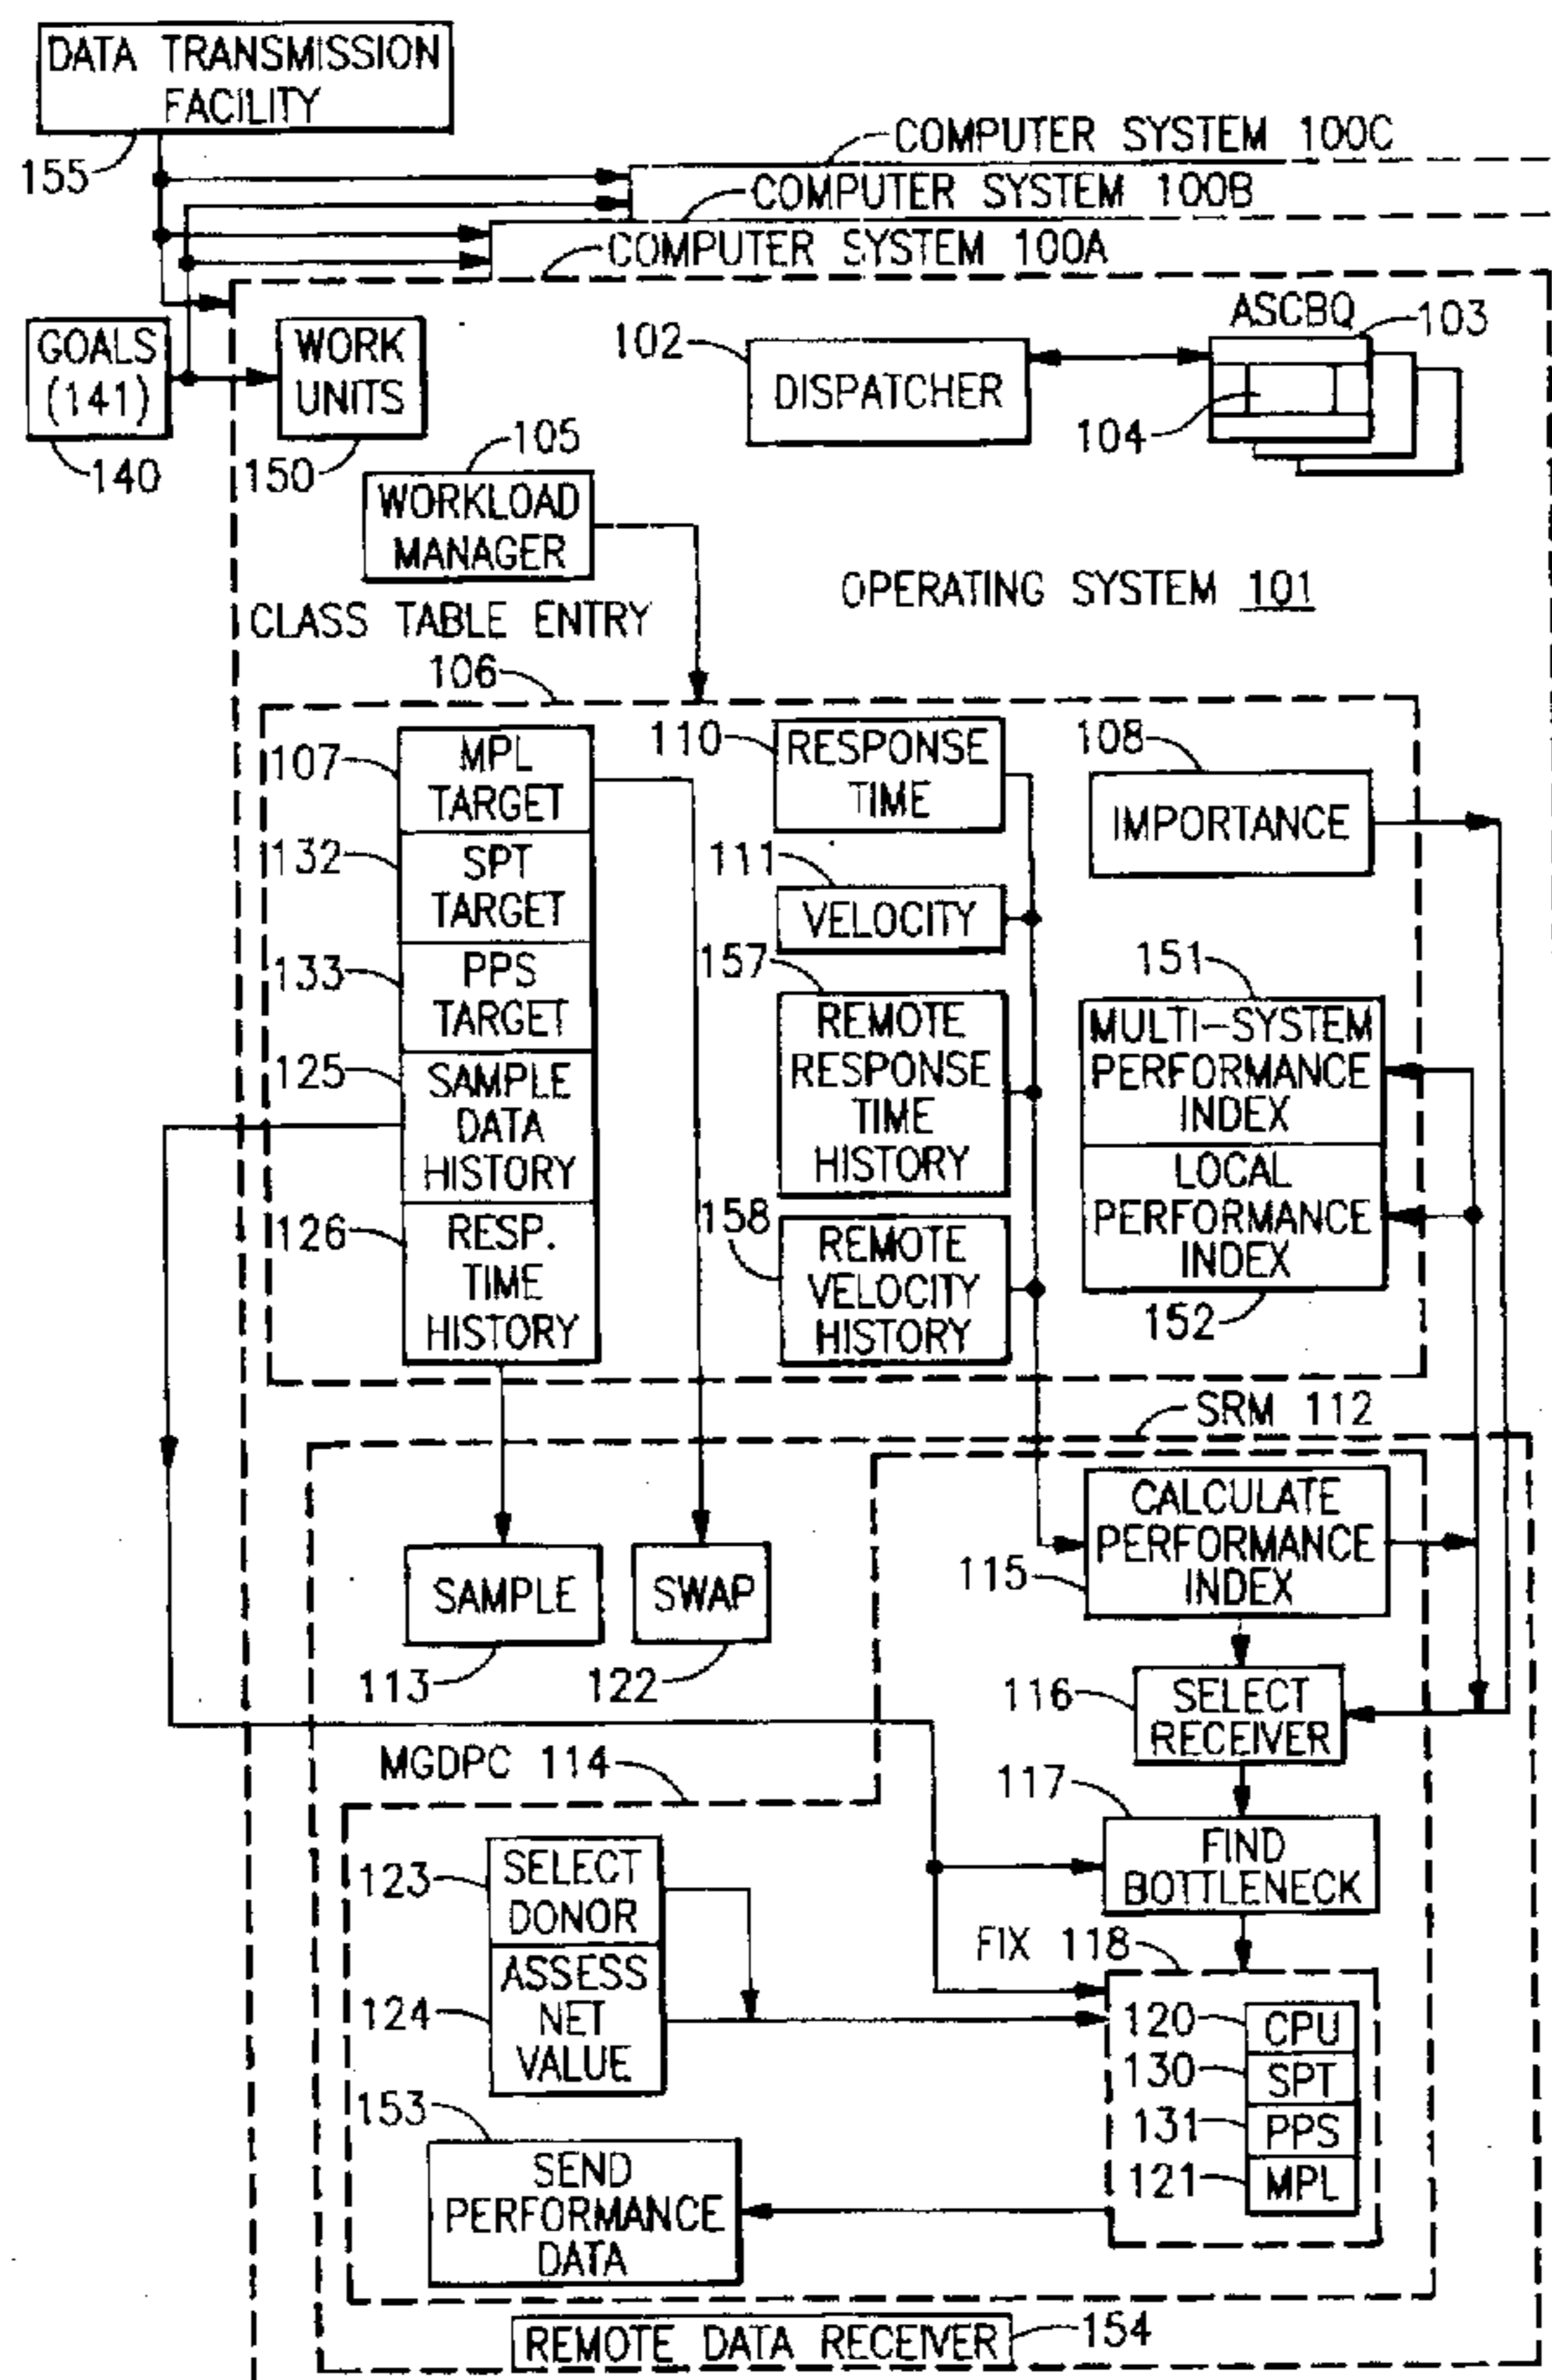 DATA TRANSMISSION
FACILITY
155
COMPUTER SYSTEM 100C
COMPUTER SYSTEM 100B
COMPUTER SYSTEM 100A
GOALS
(141)
140
WORK
UNITS
150
102
DISPATCHER
ASCBQ
103
104
105
WORKLOAD
MANAGER
OPERATING SYSTEM 101
CLASS TABLE ENTRY
106
107
MPL
TARGET
132
SPT
TARGET
133
PPS
TARGET
125
SAMPLE
DATA
HISTORY
126
RESP.
TIME
HISTORY
110
RESPONSE
TIME
111
VELOCITY
157
REMOTE
RESPONSE
TIME
HISTORY
158
REMOTE
VELOCITY
HISTORY
108
IMPORTANCE
151
MULTI-SYSTEM
PERFORMANCE
INDEX
LOCAL
PERFORMANCE
INDEX
152
SRM 112
SAMPLE
113
SWAP
122
CALCULATE
PERFORMANCE
INDEX
115
116
SELECT
RECEIVER
MGDPC 114
117
FIND
BOTTLENECK
123
SELECT
DONOR
124
ASSESS
NET
VALUE
FIX 118
120
CPU
130
SPT
131
PPS
121
MPL
153
SEND
PERFORMANCE
DATA
REMOTE DATA RECEIVER
154